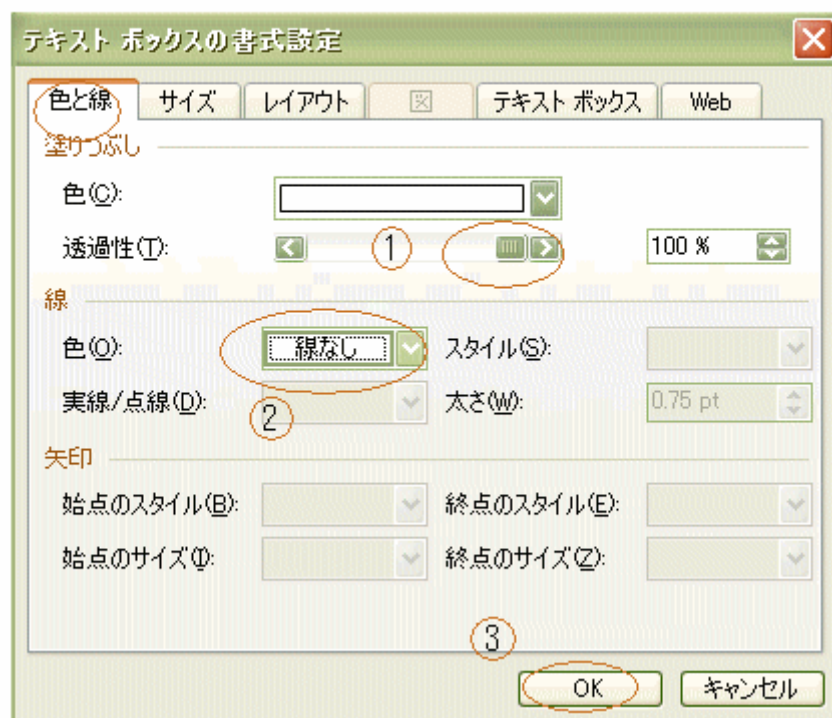 テキスト ボックスの書式設定
色と線 サイズ レイアウト 図 テキスト ボックス Web
塗りつぶし
色(C):
透過性(T): 1 100 %
線
色(O): 線なし スタイル(S):
実線/点線(D): 2 太さ(W): 0.75 pt
矢印
始点のスタイル(B): 終点のスタイル(E):
始点のサイズ(I): 終点のサイズ(Z):
3
OK キャンセル